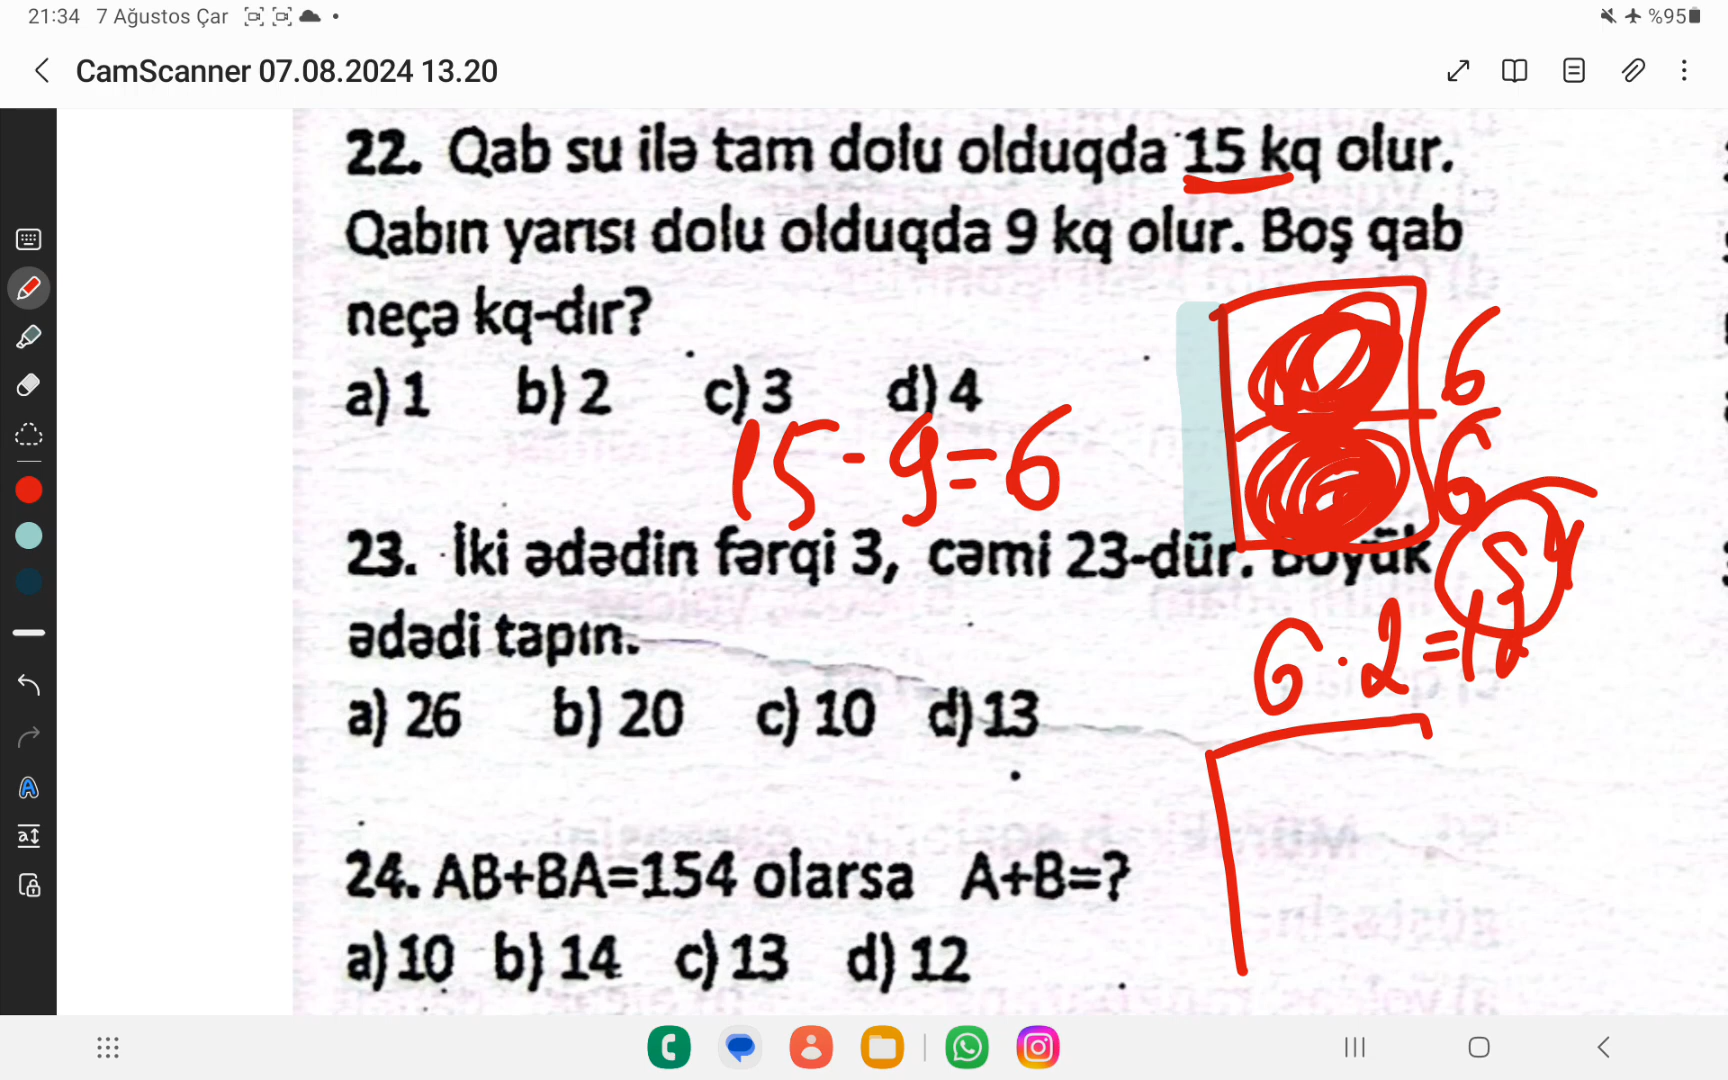 21:34 7 Ağustos Çar
%95
CamScanner 07.08.2024 13.20
22. Qab su ilə tam dolu olduqda 15 kq olur.
Qabın yarısı dolu olduqda 9 kq olur. Boş qab
neçə kq-dır?
a) 1 b) 2 c) 3 d) 4
6
15-9=6
6
23. İki ədədin fərqi 3, cəmi 23-dür. Böyük
ədədi tapın.
6·2=12
a) 26 b) 20 c) 10 d) 13
24. AB+BA=154 olarsa A+B=?
a) 10 b) 14 c) 13 d) 12